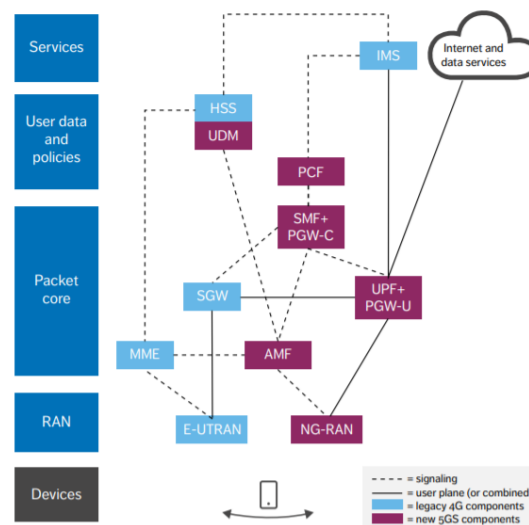 Services
IMS
Internet and
data services
User data
and
policies
HSS
UDM
PCF
Packet
core
SMF+
PGW-C
SGW
UPF+
PGW-U
MME
AMF
RAN
E-UTRAN
NG-RAN
Devices
= signaling
= user plane (or combined
= legacy 4G components
= new 5GS components